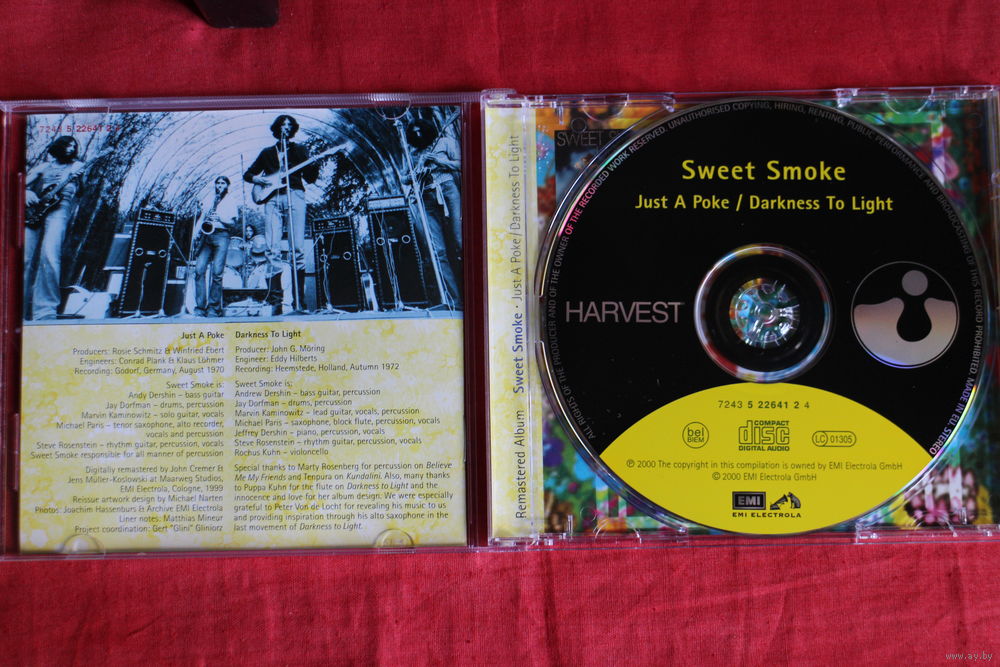 7243 5 22641 2
Just A Poke
Producers: Rosie Schmitz & Winfried Ebert
Engineers: Conrad Plank & Klaus Löhmer
Recording: Godorf, Germany, August 1970
Sweet Smoke is:
Andy Dershin – bass guitar
Jay Dorfman – drums, percussion
Marvin Kaminowitz – solo guitar, vocals
Michael Paris – tenor saxophone, alto recorder,
vocals and percussion
Steve Rosenstein – rhythm guitar, percussion, vocals
Sweet Smoke responsible for all manner of percussion
Digitally remastered by John Cremer &
Jens Müller-Koslowski at Maarweg Studios,
EMI Electrola, Cologne, 1999
Reissue artwork design by Michael Narten
Photos: Joachim Hassenburs & Archive EMI Electrola
Liner notes: Matthias Mineur
Project coordination: Gert "Glini" Gliniorz
Darkness To Light
Producer: John G. Möring
Engineer: Eddy Hilberts
Recording: Heemstede, Holland, Autumn 1972
Sweet Smoke is:
Andrew Dershin – bass guitar, percussion
Jay Dorfman – drums, percussion
Marvin Kaminowitz – lead guitar, vocals, percussion
Michael Paris – saxophone, block flute, percussion, vocals
Jeffrey Dershin – piano, percussion, vocals
Steve Rosenstein – rhythm guitar, percussion, vocals
Rochus Kuhn – violoncello
Special thanks to Marty Rosenberg for percussion on Believe
Me My Friends and Tenpura on Kundalini. Also, many thanks
to Puppa Kuhn for the flute on Darkness to Light and the
innocence and love for her album design. We were especially
grateful to Peter Von de Locht for revealing his music to us
and providing inspiration through his alto saxophone in the
last movement of Darkness to Light.
Remastered Album Sweet Smoke · Just A Poke / Darkness To Light
SWEET S
ALL RIGHTS OF THE PRODUCER AND OF THE OWNER OF THE RECORDED WORK RESERVED. UNAUTHORISED COPYING, HIRING, RENTING, PUBLIC PERFORMANCE AND BROADCASTING OF THIS RECORD PROHIBITED. MADE IN EU. STEREO
Sweet Smoke
Just A Poke / Darkness To Light
HARVEST
7243 5 22641 2 4
bel
BIEM
COMPACT
disc
DIGITAL AUDIO
LC 01305
℗ 2000 The copyright in this compilation is owned by EMI Electrola GmbH
© 2000 EMI Electrola GmbH
EMI
EMI ELECTROLA
www.ay.by